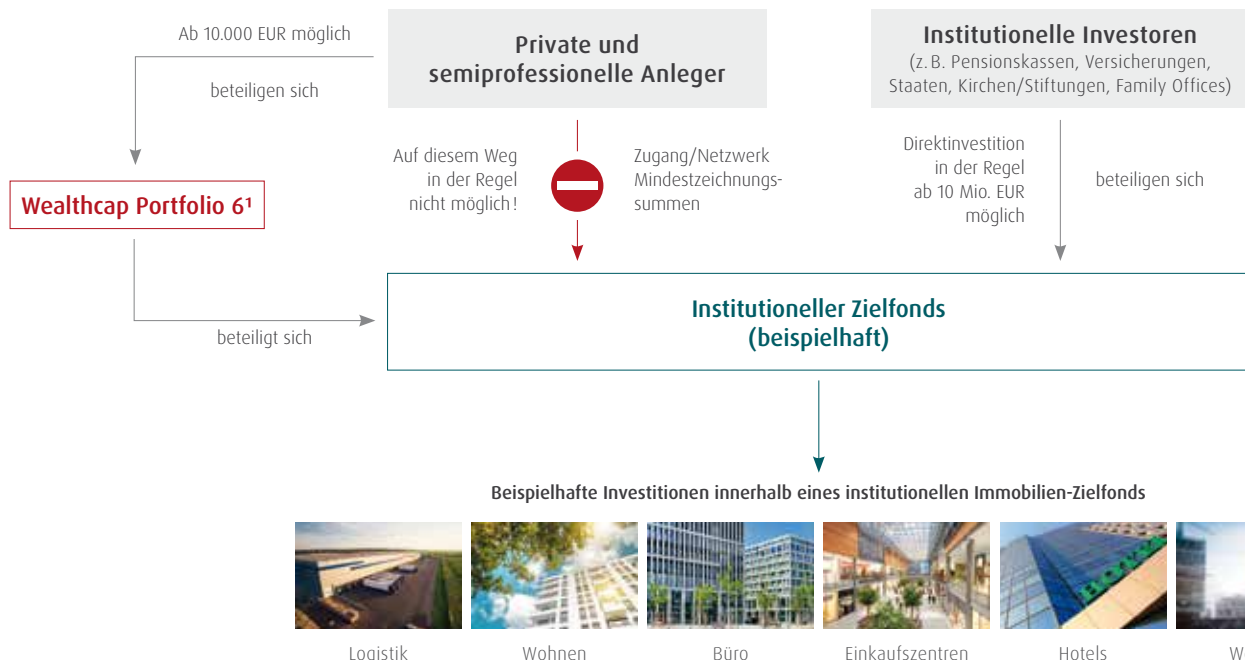 Ab 10.000 EUR möglich
beteiligen sich
Private und
semiprofessionelle Anleger
Institutionelle Investoren
(z. B. Pensionskassen, Versicherungen,
Staaten, Kirchen/Stiftungen, Family Offices)
Wealthcap Portfolio 6¹
Auf diesem Weg
in der Regel
nicht möglich!
Zugang/Netzwerk
Mindestzeichnungs-
summen
Direktinvestition
in der Regel
ab 10 Mio. EUR
möglich
beteiligen sich
beteiligt sich
Institutioneller Zielfonds
(beispielhaft)
Beispielhafte Investitionen innerhalb eines institutionellen Immobilien-Zielfonds
Logistik
Wohnen
Büro
Einkaufszentren
Hotels